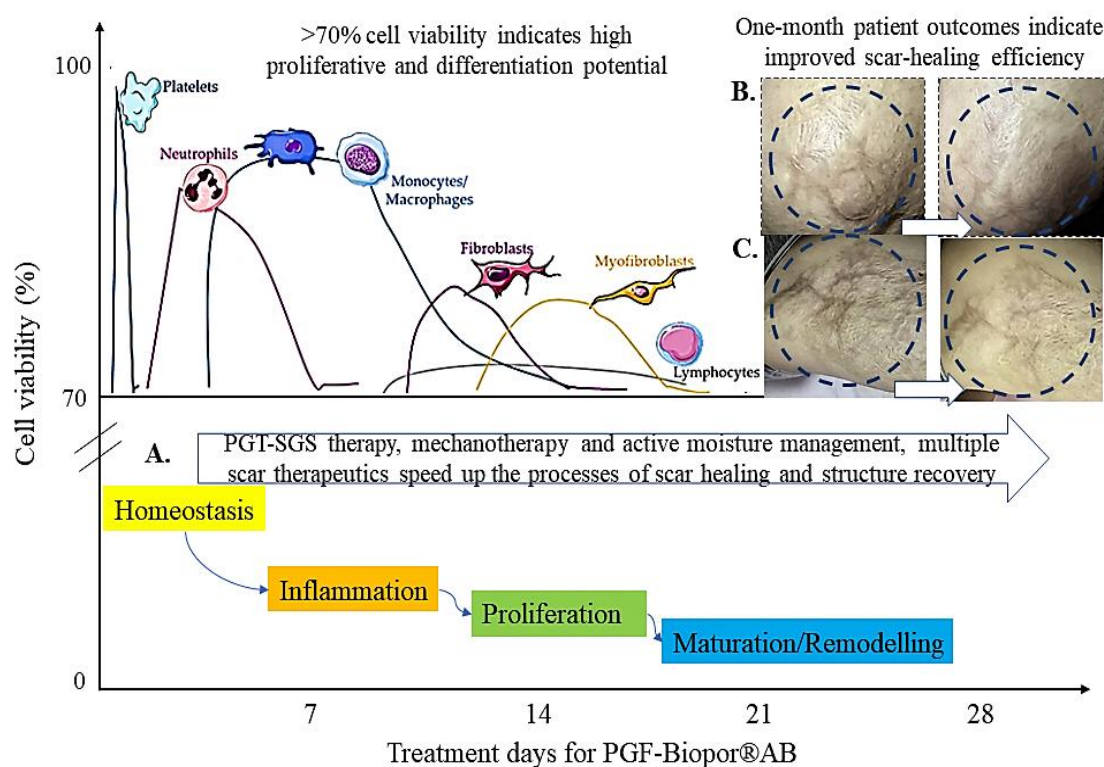 >70% cell viability indicates high
proliferative and differentiation potential
One-month patient outcomes indicate
improved scar-healing efficiency
B.
C.
100
70
0
Cell viability (%)
Platelets
Neutrophils
Monocytes/
Macrophages
Fibroblasts
Myofibroblasts
Lymphocytes
A.
PGT-SGS therapy, mechanotherapy and active moisture management, multiple
scar therapeutics speed up the processes of scar healing and structure recovery
Homeostasis
Inflammation
Proliferation
Maturation/Remodelling
7
14
21
28
Treatment days for PGF-Biopor®AB